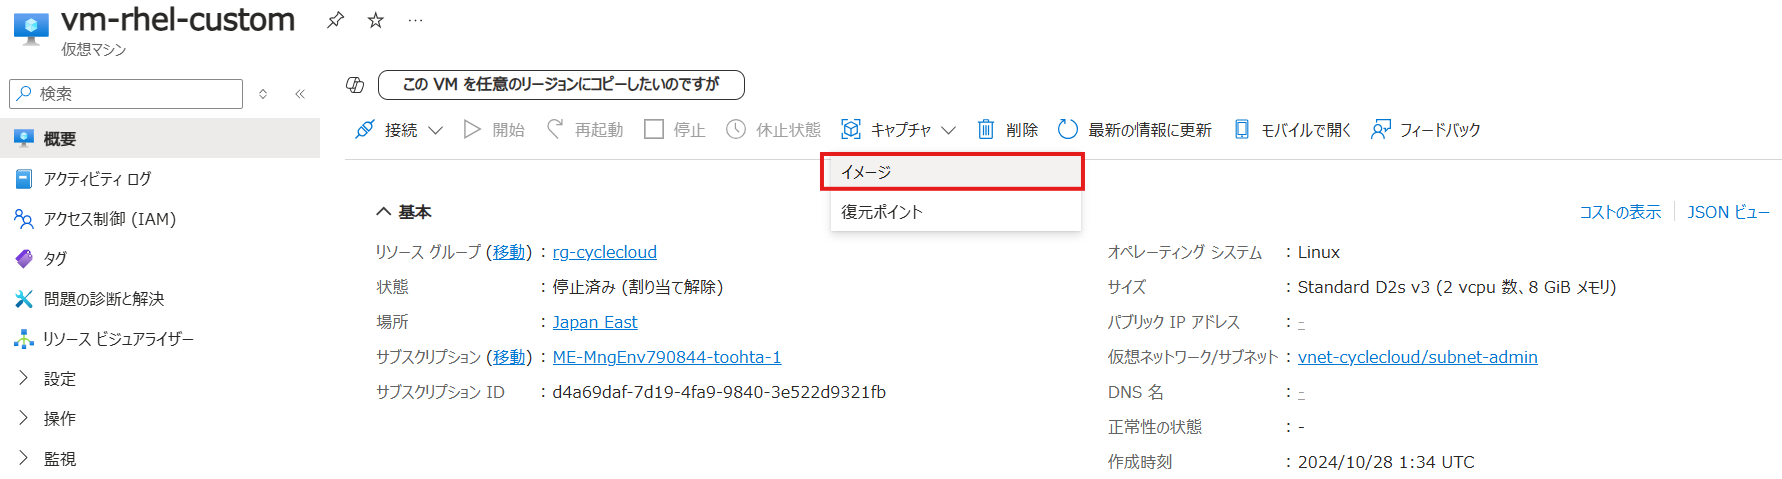 vm-rhel-custom
仮想マシン
検索
概要
アクティビティ ログ
アクセス制御 (IAM)
タグ
問題の診断と解決
リソース ビジュアライザー
設定
操作
監視
この VM を任意のリージョンにコピーしたいのですが
接続 開始 再起動 停止 休止状態 キャプチャ 削除 最新の情報に更新 モバイルで開く フィードバック
イメージ
復元ポイント
基本
コストの表示 JSON ビュー
リソース グループ (移動) : rg-cyclecloud
状態 : 停止済み (割り当て解除)
場所 : Japan East
サブスクリプション (移動) : ME-MngEnv790844-toohta-1
サブスクリプション ID : d4a69daf-7d19-4fa9-9840-3e522d9321fb
オペレーティング システム : Linux
サイズ : Standard D2s v3 (2 vcpu 数、8 GiB メモリ)
パブリック IP アドレス : -
仮想ネットワーク/サブネット : vnet-cyclecloud/subnet-admin
DNS 名 : -
正常性の状態 : -
作成時刻 : 2024/10/28 1:34 UTC